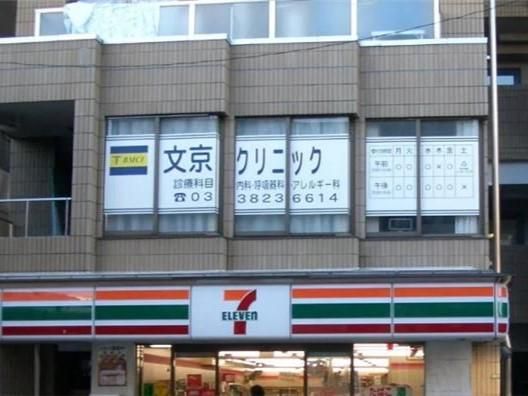 文京クリニック
診療科目 内科・呼吸器科・アレルギー科
☎03 3823 6614
月 火 水 木 金 土
午前 ○ ○ ○ × ○ △
午後 ○ ○ ○ × ○
7
ELEVEN